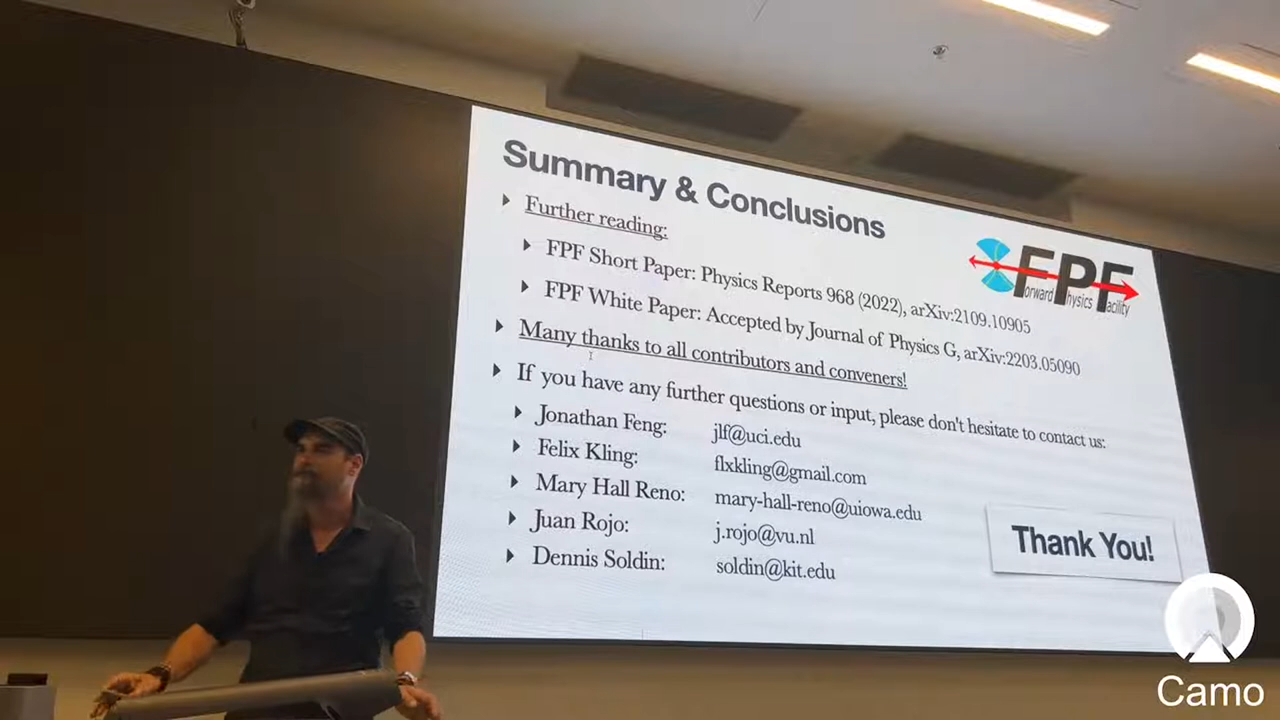 Summary & Conclusions
Further reading:
FPF Short Paper: Physics Reports 968 (2022), arXiv:2109.10905
FPF White Paper: Accepted by Journal of Physics G, arXiv:2203.05090
FPF
Forward Physics Facility
Many thanks to all contributors and conveners!
If you have any further questions or input, please don't hesitate to contact us:
Jonathan Feng: jlf@uci.edu
Felix Kling: flxkling@gmail.com
Mary Hall Reno: mary-hall-reno@uiowa.edu
Juan Rojo: j.rojo@vu.nl
Dennis Soldin: soldin@kit.edu
Thank You!
Camo